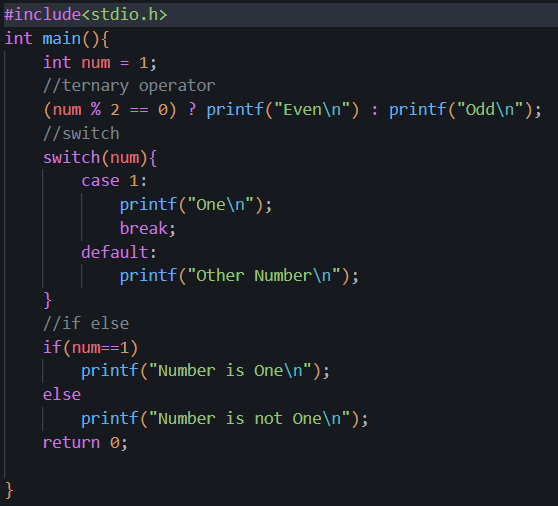 #include<stdio.h>
int main(){
    int num = 1;
    //ternary operator
    (num % 2 == 0) ? printf("Even\n") : printf("Odd\n");
    //switch
    switch(num){
        case 1:
            printf("One\n");
            break;
        default:
            printf("Other Number\n");
    }
    //if else
    if(num==1)
        printf("Number is One\n");
    else
        printf("Number is not One\n");
    return 0;

}